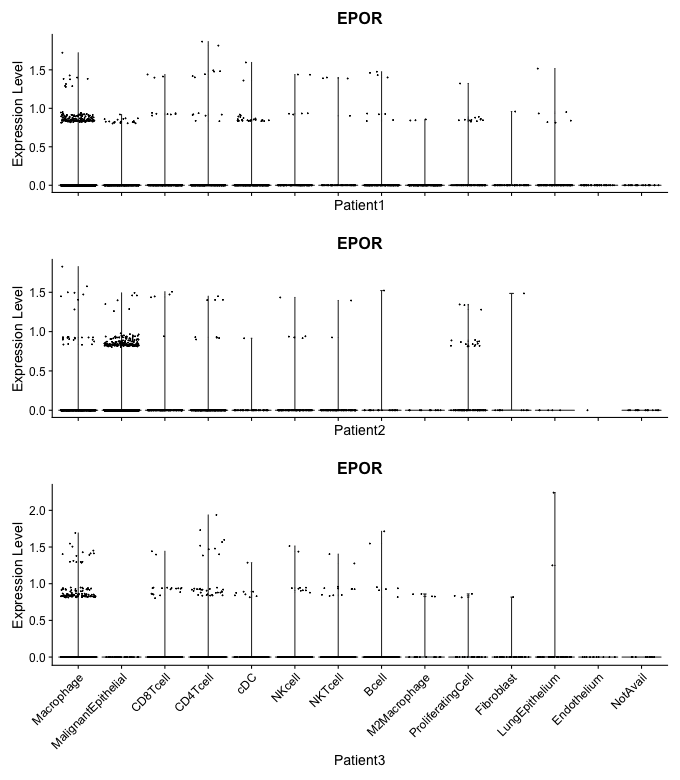 EPOR
Expression Level
1.5
1.0
0.5
0.0
Patient1
EPOR
Expression Level
1.5
1.0
0.5
0.0
Patient2
EPOR
Expression Level
2.0
1.5
1.0
0.5
0.0
Macrophage
MalignantEpithelial
CD8Tcell
CD4Tcell
cDC
NKcell
NKTcell
Bcell
M2Macrophage
ProliferatingCell
Fibroblast
LungEpithelium
Endothelium
NotAvail
Patient3